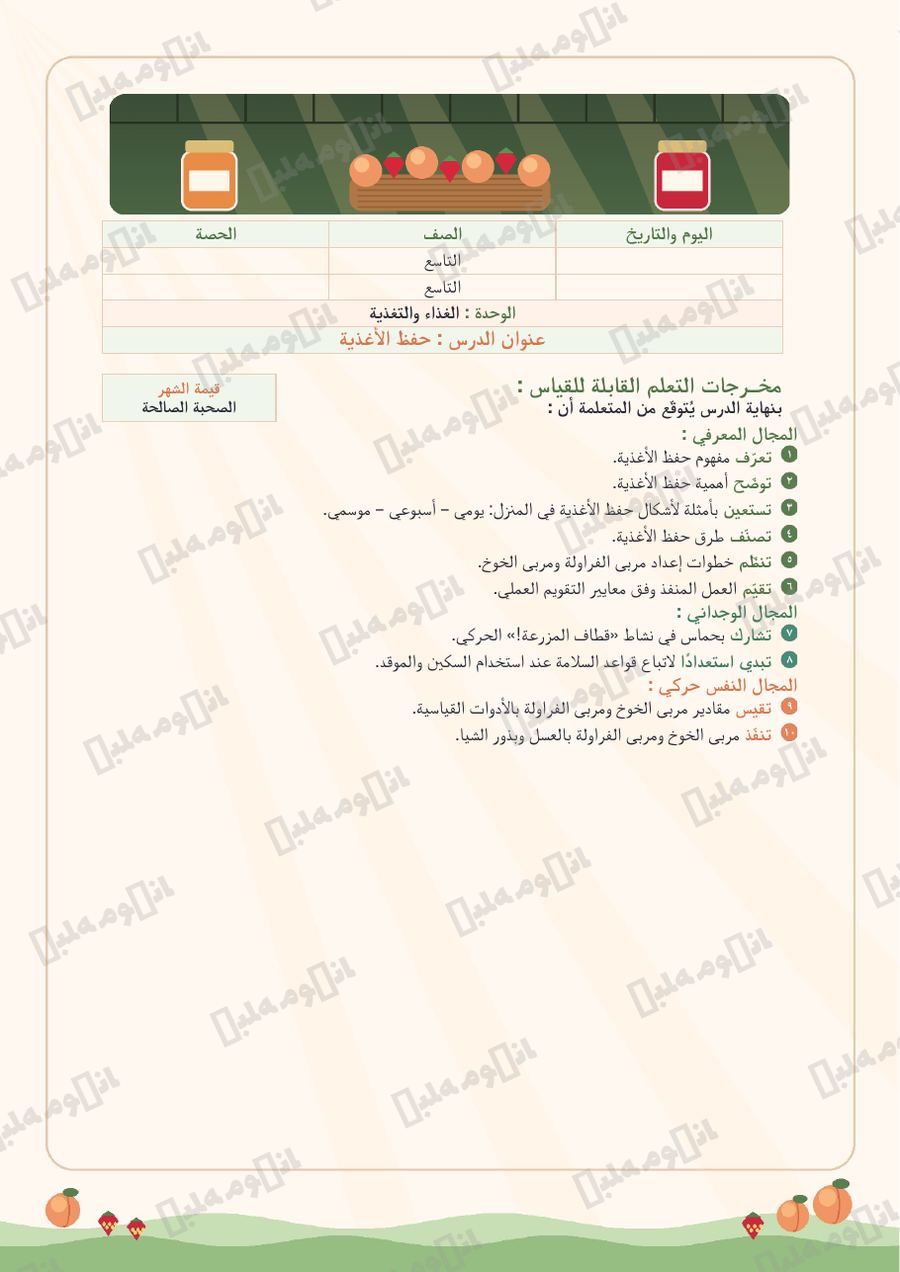 اليوم والتاريخ الصف الحصة
التاسع
التاسع
الوحدة : الغذاء والتغذية
عنوان الدرس : حفظ الأغذية
قيمة الشهر
الصحبة الصالحة
مخـرجات التعلم القابلة للقياس :
بنهاية الدرس يُتوقّع من المتعلمة أن :
المجال المعرفي :
١ تعرّف مفهوم حفظ الأغذية.
٢ توضّح أهمية حفظ الأغذية.
٣ تستعين بأمثلة لأشكال حفظ الأغذية في المنزل: يومي – أسبوعي – موسمي.
٤ تصنّف طرق حفظ الأغذية.
٥ تنظّم خطوات إعداد مربى الفراولة ومربى الخوخ.
٦ تقيّم العمل المنفذ وفق معايير التقويم العملي.
المجال الوجداني :
٧ تشارك بحماس في نشاط «قطاف المزرعة!» الحركي.
٨ تبدي استعدادًا لاتباع قواعد السلامة عند استخدام السكين والموقد.
المجال النفس حركي :
٩ تقيس مقادير مربى الخوخ ومربى الفراولة بالأدوات القياسية.
١٠ تنفّذ مربى الخوخ ومربى الفراولة بالعسل وبذور الشيا.